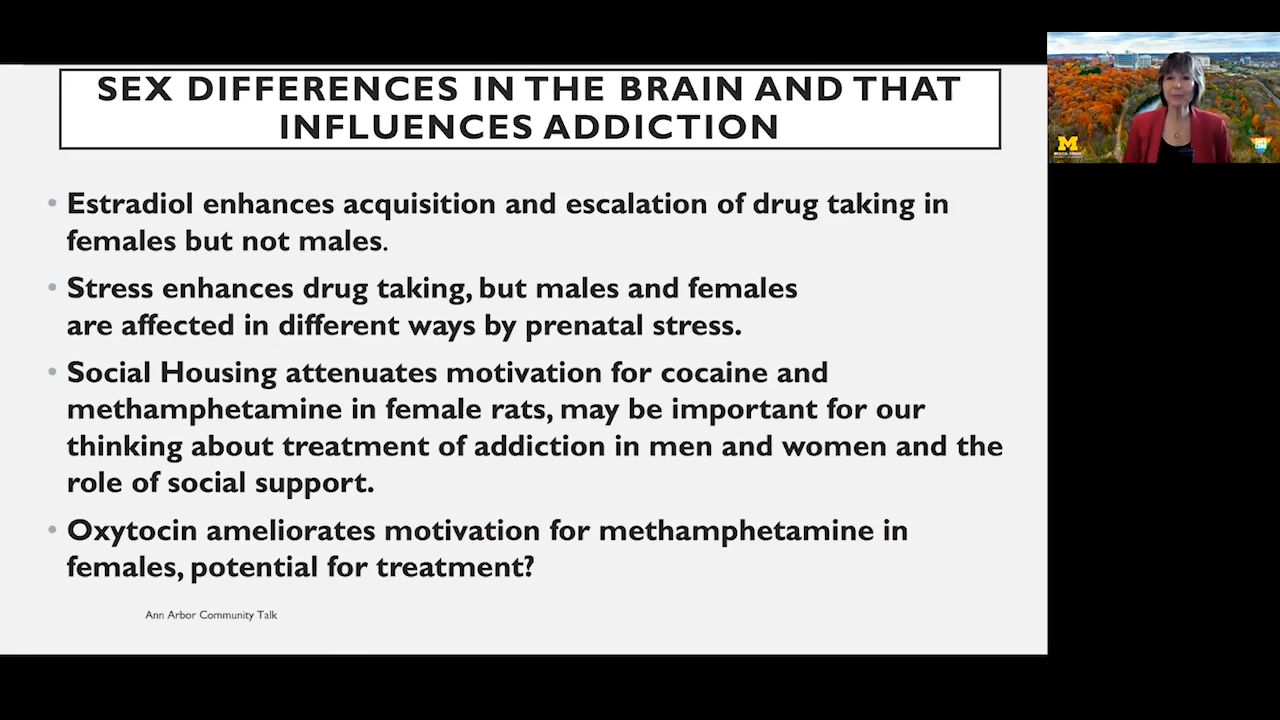 SEX DIFFERENCES IN THE BRAIN AND THAT
INFLUENCES ADDICTION
• Estradiol enhances acquisition and escalation of drug taking in
females but not males.
• Stress enhances drug taking, but males and females
are affected in different ways by prenatal stress.
• Social Housing attenuates motivation for cocaine and
methamphetamine in female rats, may be important for our
thinking about treatment of addiction in men and women and the
role of social support.
• Oxytocin ameliorates motivation for methamphetamine in
females, potential for treatment?
Ann Arbor Community Talk
M